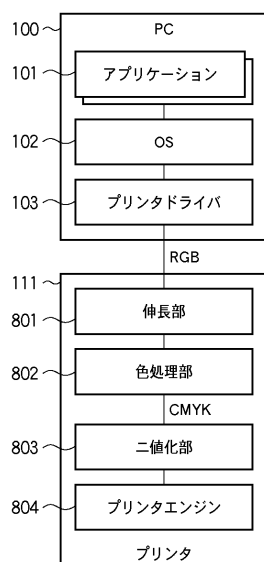 100
PC
101
アプリケーション
102
OS
103
プリンタドライバ
RGB
111
801
伸長部
802
色処理部
CMYK
803
二値化部
804
プリンタエンジン
プリンタ